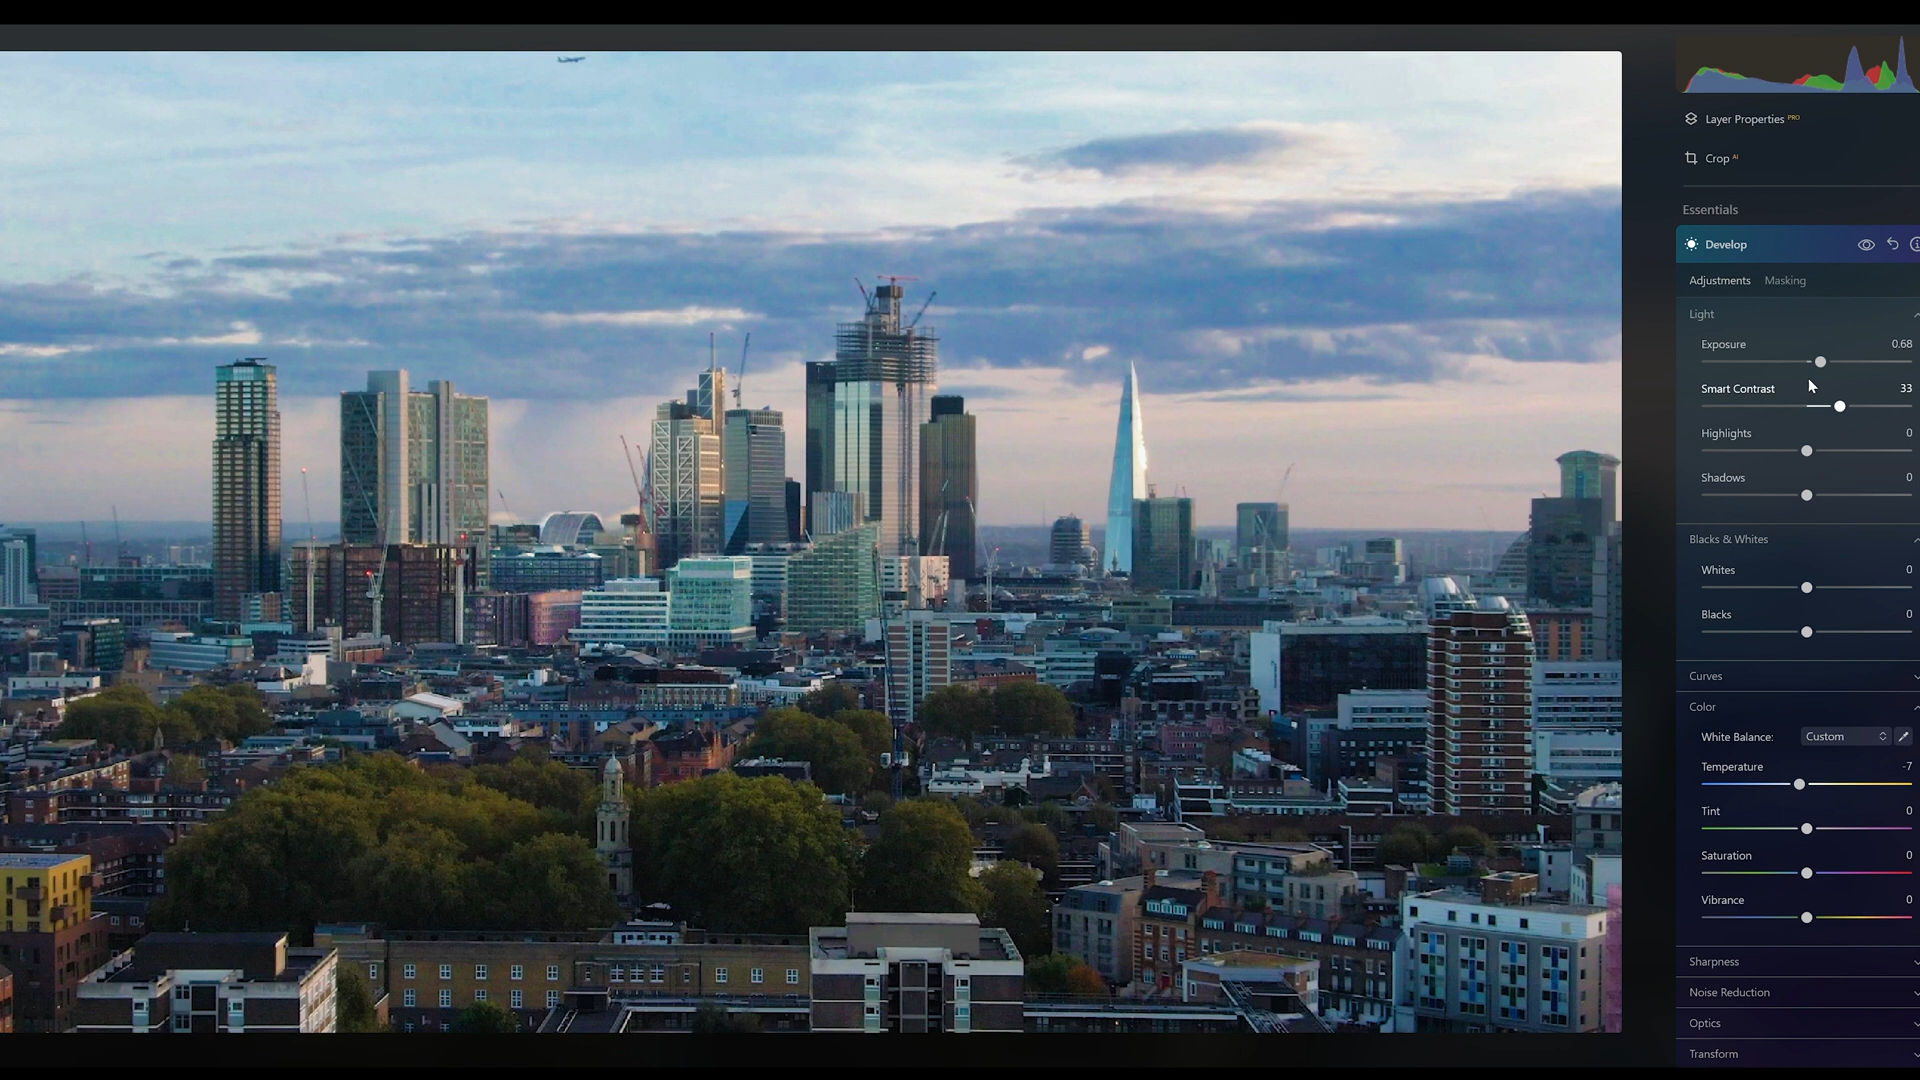 Layer Properties PRO
Crop AI
Essentials
Develop
Adjustments Masking
Light
Exposure 0.68
Smart Contrast 33
Highlights 0
Shadows 0
Blacks & Whites
Whites 0
Blacks 0
Curves
Color
White Balance: Custom
Temperature -7
Tint 0
Saturation 0
Vibrance 0
Sharpness
Noise Reduction
Optics
Transform